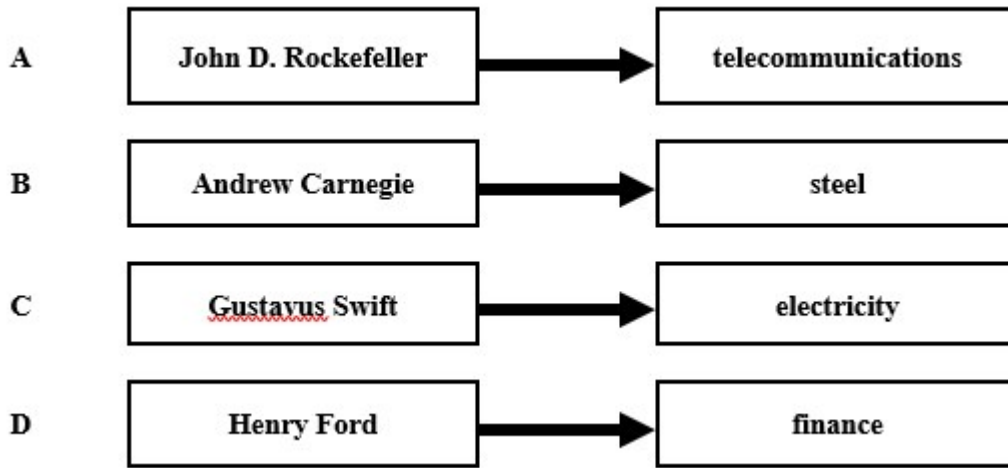 A John D. Rockefeller telecommunications
B Andrew Carnegie steel
C Gustavus Swift electricity
D Henry Ford finance